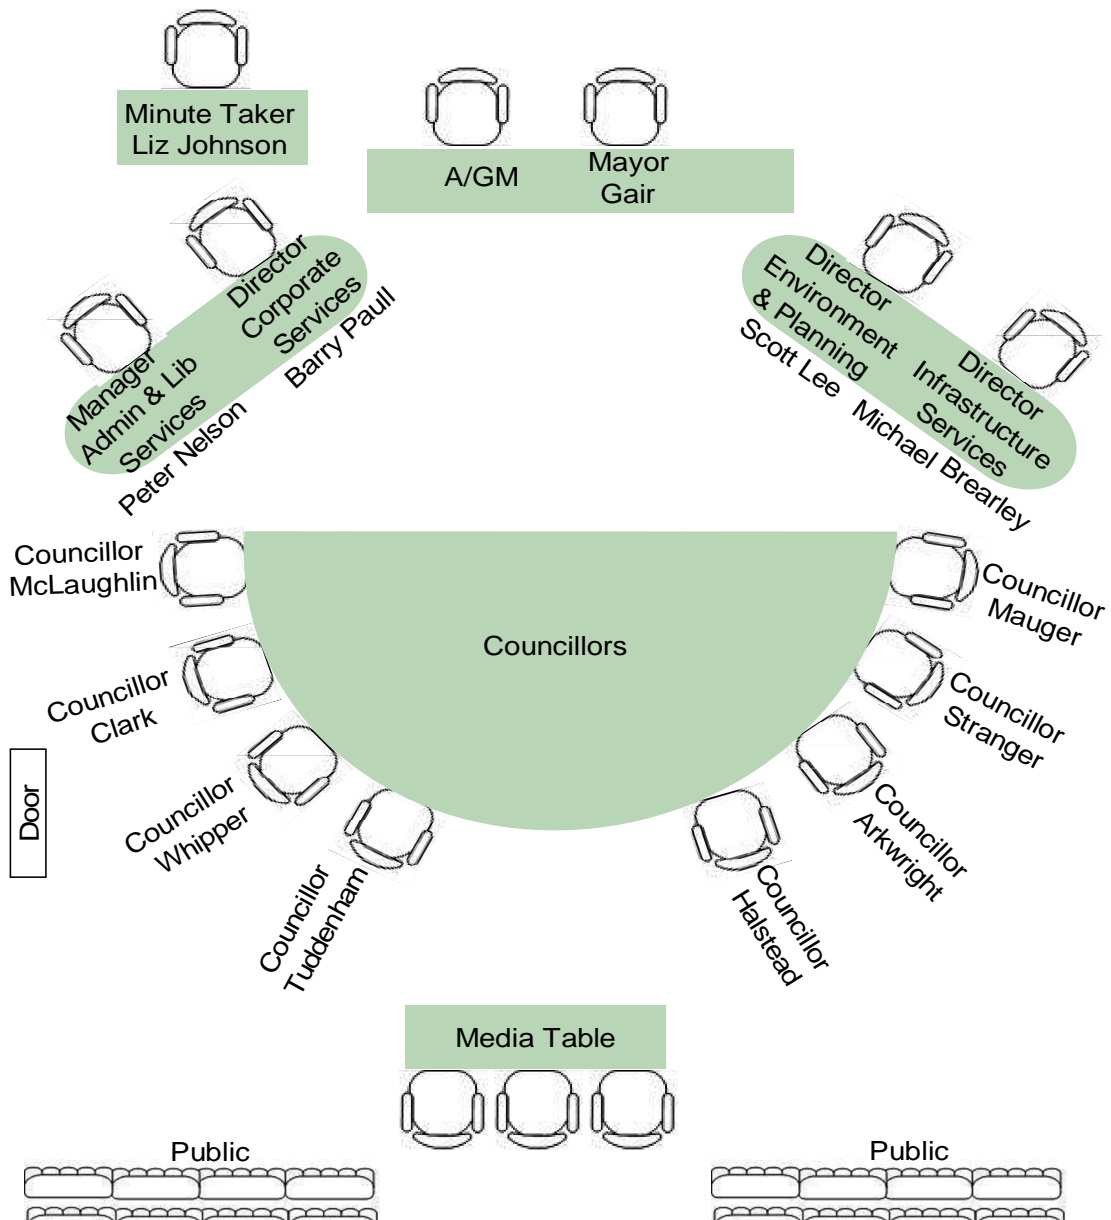 Minute Taker
Liz Johnson
A/GM
Mayor
Gair
Director
Corporate
Services
Barry Paull
Manager
Admin & Lib
Services
Peter Nelson
Director
Environment
& Planning
Scott Lee
Director
Infrastructure
Services
Michael Brearley
Councillor
McLaughlin
Councillors
Councillor
Mauger
Councillor
Clark
Councillor
Stranger
Door
Councillor
Whipper
Councillor
Arkwright
Councillor
Tuddenham
Councillor
Halstead
Media Table
Public
Public